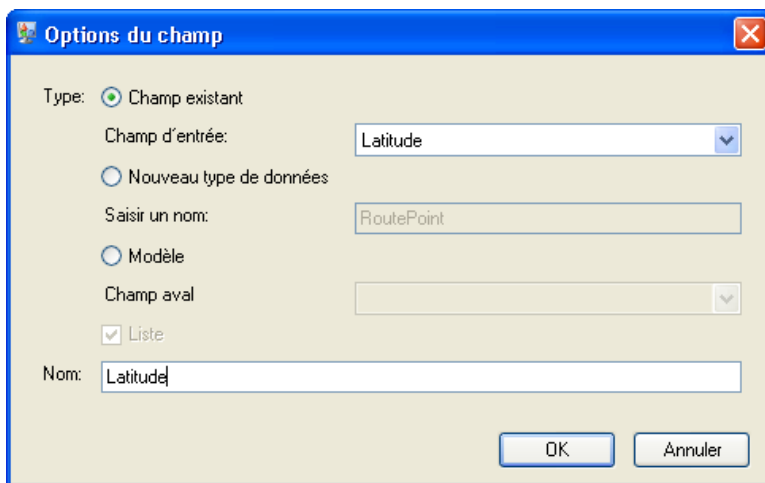 Options du champ
Type: Champ existant
Champ d´entrée: Latitude
Nouveau type de données
Saisir un nom: RoutePoint
Modèle
Champ aval
Liste
Nom: Latitude
OK Annuler